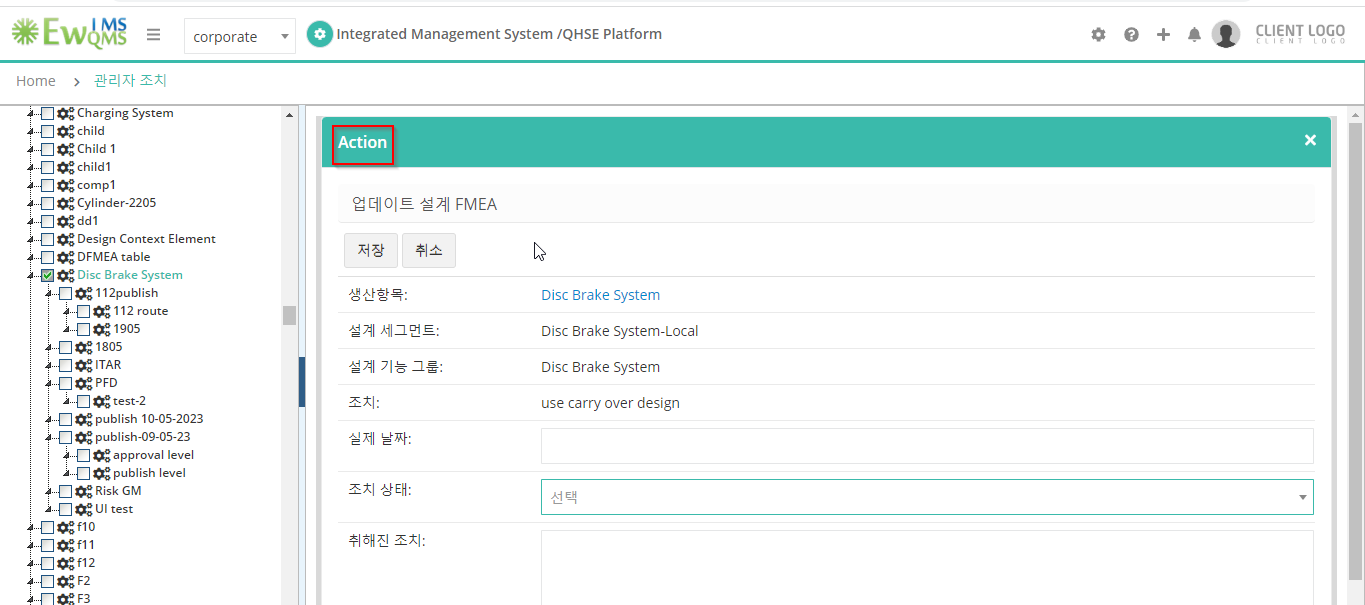 EwQMS IMS
corporate
Integrated Management System /QHSE Platform
CLIENT LOGO
CLIENT LOGO
Home > 관리자 조치
Charging System
child
Child 1
child1
comp1
Cylinder-2205
dd1
Design Context Element
DFMEA table
Disc Brake System
112publish
112 route
1905
1805
ITAR
PFD
test-2
publish 10-05-2023
publish-09-05-23
approval level
publish level
Risk GM
UI test
f10
f11
f12
F2
F3
Action
업데이트 설계 FMEA
저장 취소
생산항목: Disc Brake System
설계 세그먼트: Disc Brake System-Local
설계 기능 그룹: Disc Brake System
조치: use carry over design
실제 날짜:
조치 상태: 선택
취해진 조치: